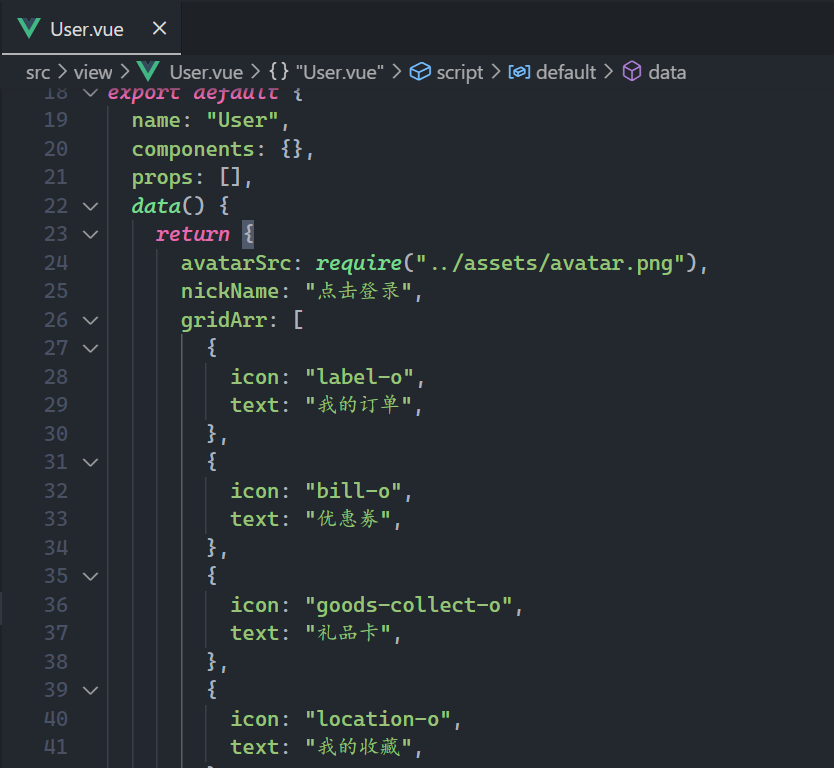 User.vue
src > view > User.vue > {} "User.vue" > script > default > data
18 export default {
19 name: "User",
20 components: {},
21 props: [],
22 data() {
23 return {
24 avatarSrc: require("../assets/avatar.png"),
25 nickName: "点击登录",
26 gridArr: [
27 {
28 icon: "label-o",
29 text: "我的订单",
30 },
31 {
32 icon: "bill-o",
33 text: "优惠券",
34 },
35 {
36 icon: "goods-collect-o",
37 text: "礼品卡",
38 },
39 {
40 icon: "location-o",
41 text: "我的收藏",